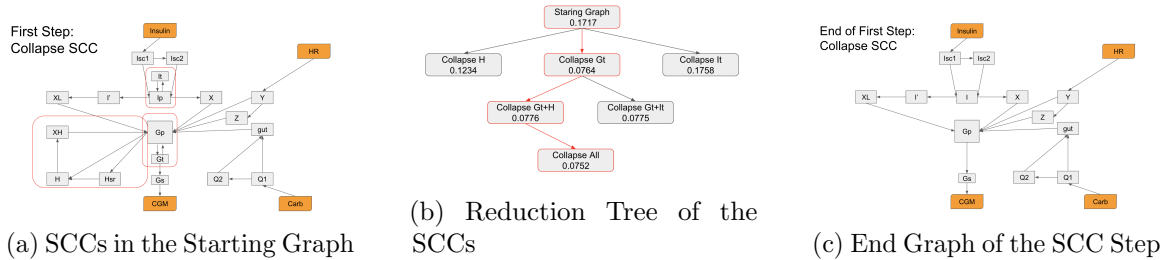 First Step:
Collapse SCC
Insulin
HR
Isc1
Isc2
It
XL
I'
Ip
X
Y
Z
XH
Gp
gut
Gt
H
Hsr
Gs
Q2
Q1
CGM
Carb
(a) SCCs in the Starting Graph
Staring Graph
0.1717
Collapse H
0.1234
Collapse Gt
0.0764
Collapse It
0.1758
Collapse Gt+H
0.0776
Collapse Gt+It
0.0775
Collapse All
0.0752
(b) Reduction Tree of the
SCCs
End of First Step:
Collapse SCC
Insulin
HR
Isc1
Isc2
XL
I'
I
X
Y
Z
Gp
gut
Gs
Q2
Q1
CGM
Carb
(c) End Graph of the SCC Step